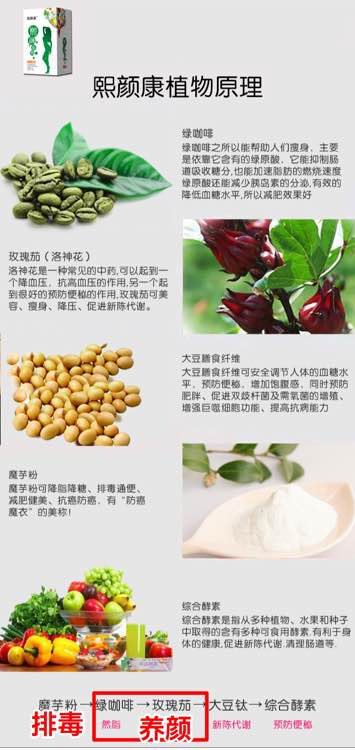 熙颜康植物原理
绿咖啡
绿咖啡之所以能帮助人们瘦身，主
要是依靠它含有的绿原酸，它能抑制肠
道吸收糖分,也能加速脂肪的燃烧速度
绿原酸还能减少胰岛素的分泌,有效的
降低血糖水平,所以减肥效果好
玫瑰茄（洛神花）
洛神花是一种常见的中药,可以起到一
个降血压，抗高血压的作用,另一个起
到很好的预防便秘的作用,玫瑰茄可美
容、瘦身、降压、促进新陈代谢。
大豆膳食纤维
大豆膳食纤维可安全调节人体的血糖水
平，预防便秘，增加饱腹感，同时预防
肥胖、促进双歧杆菌及需氧菌的增殖、
增强巨噬细胞功能、提高抗病能力
魔芋粉
魔芋粉可降脂降糖、排毒通便、
减肥健美、抗癌防癌，有“防癌
魔衣”的美称!
综合酵素
综合酵素是指从多种植物、水果和种子
中取得的含有多种可食用酵素.有利于身
体的健康,促进新陈代谢.清理肠道等.
魔芋粉→绿咖啡→玫瑰茄→大豆钛→综合酵素
排毒 然脂 养颜 新陈代谢 预防便秘